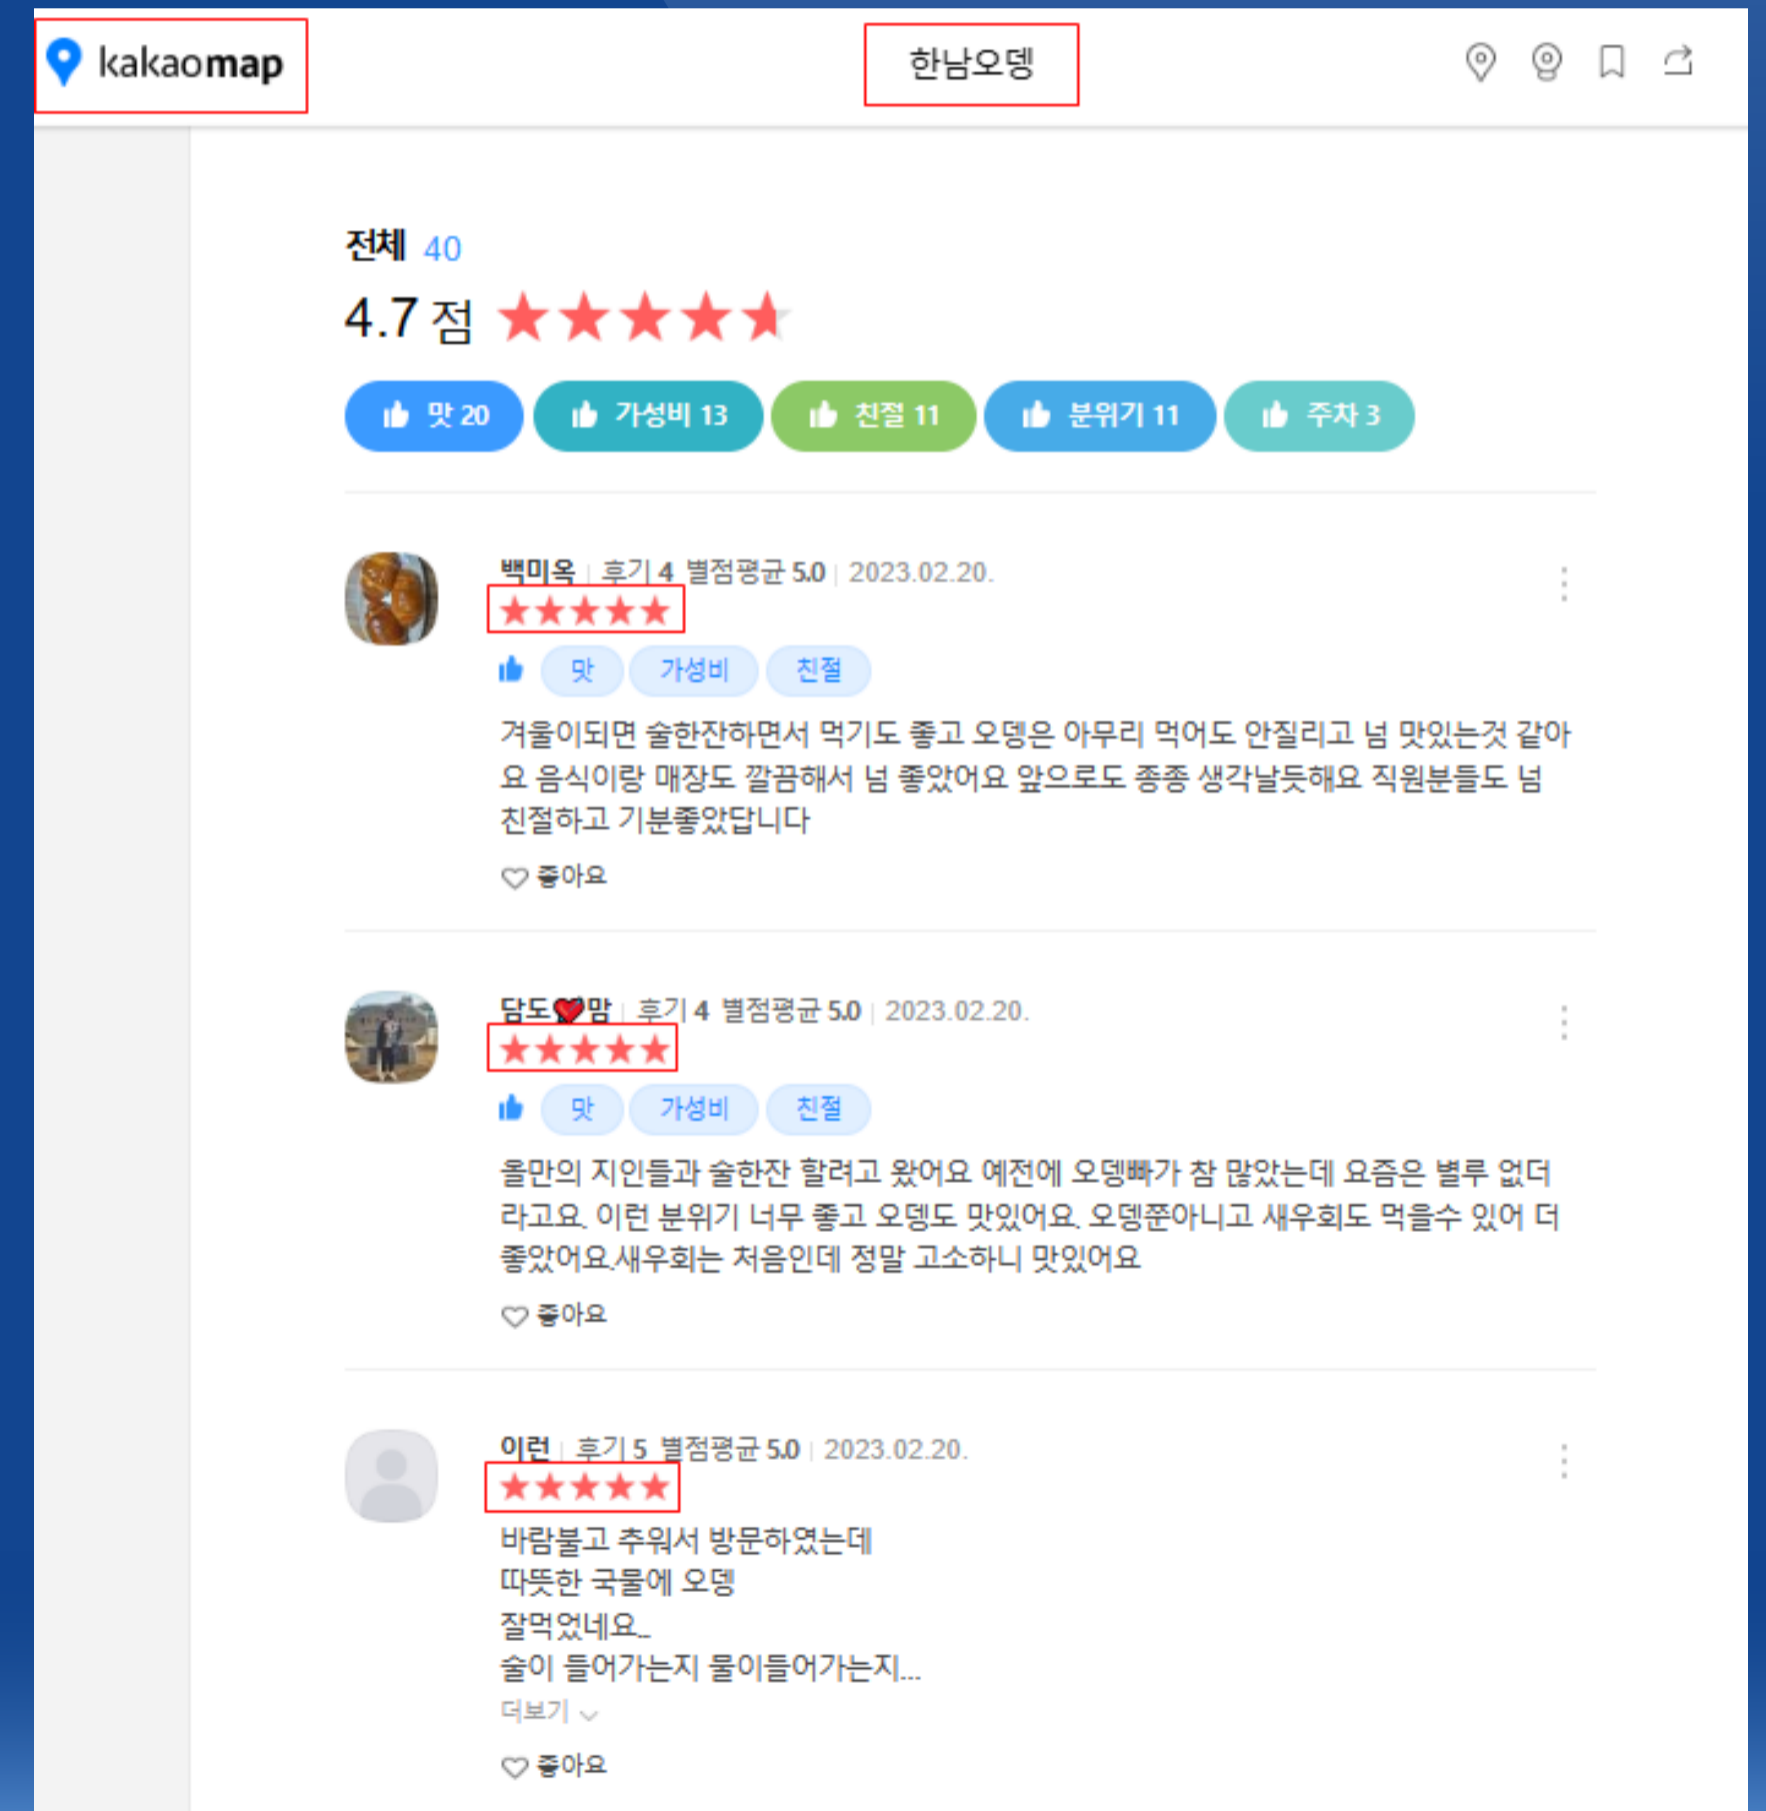 kakaomap
한남오뎅
전체 40
4.7 점
맛 20 가성비 13 친절 11 분위기 11 주차 3
백미옥 후기 4 별점평균 5.0 2023.02.20.
맛 가성비 친절
겨울이되면 술한잔하면서 먹기도 좋고 오뎅은 아무리 먹어도 안질리고 넘 맛있는것 같아
요 음식이랑 매장도 깔끔해서 넘 좋았어요 앞으로도 종종 생각날듯해요 직원분들도 넘
친절하고 기분좋았답니다
좋아요
담도❤️맘 후기 4 별점평균 5.0 2023.02.20.
맛 가성비 친절
올만의 지인들과 술한잔 할려고 왔어요 예전에 오뎅빠가 참 많았는데 요즘은 별루 없더
라고요. 이런 분위기 너무 좋고 오뎅도 맛있어요. 오뎅쭌아니고 새우회도 먹을수 있어 더
좋았어요.새우회는 처음인데 정말 고소하니 맛있어요
좋아요
이런 후기 5 별점평균 5.0 2023.02.20.
바람불고 추워서 방문하였는데
따뜻한 국물에 오뎅
잘먹었네요..
술이 들어가는지 물이들어가는지...
더보기
좋아요